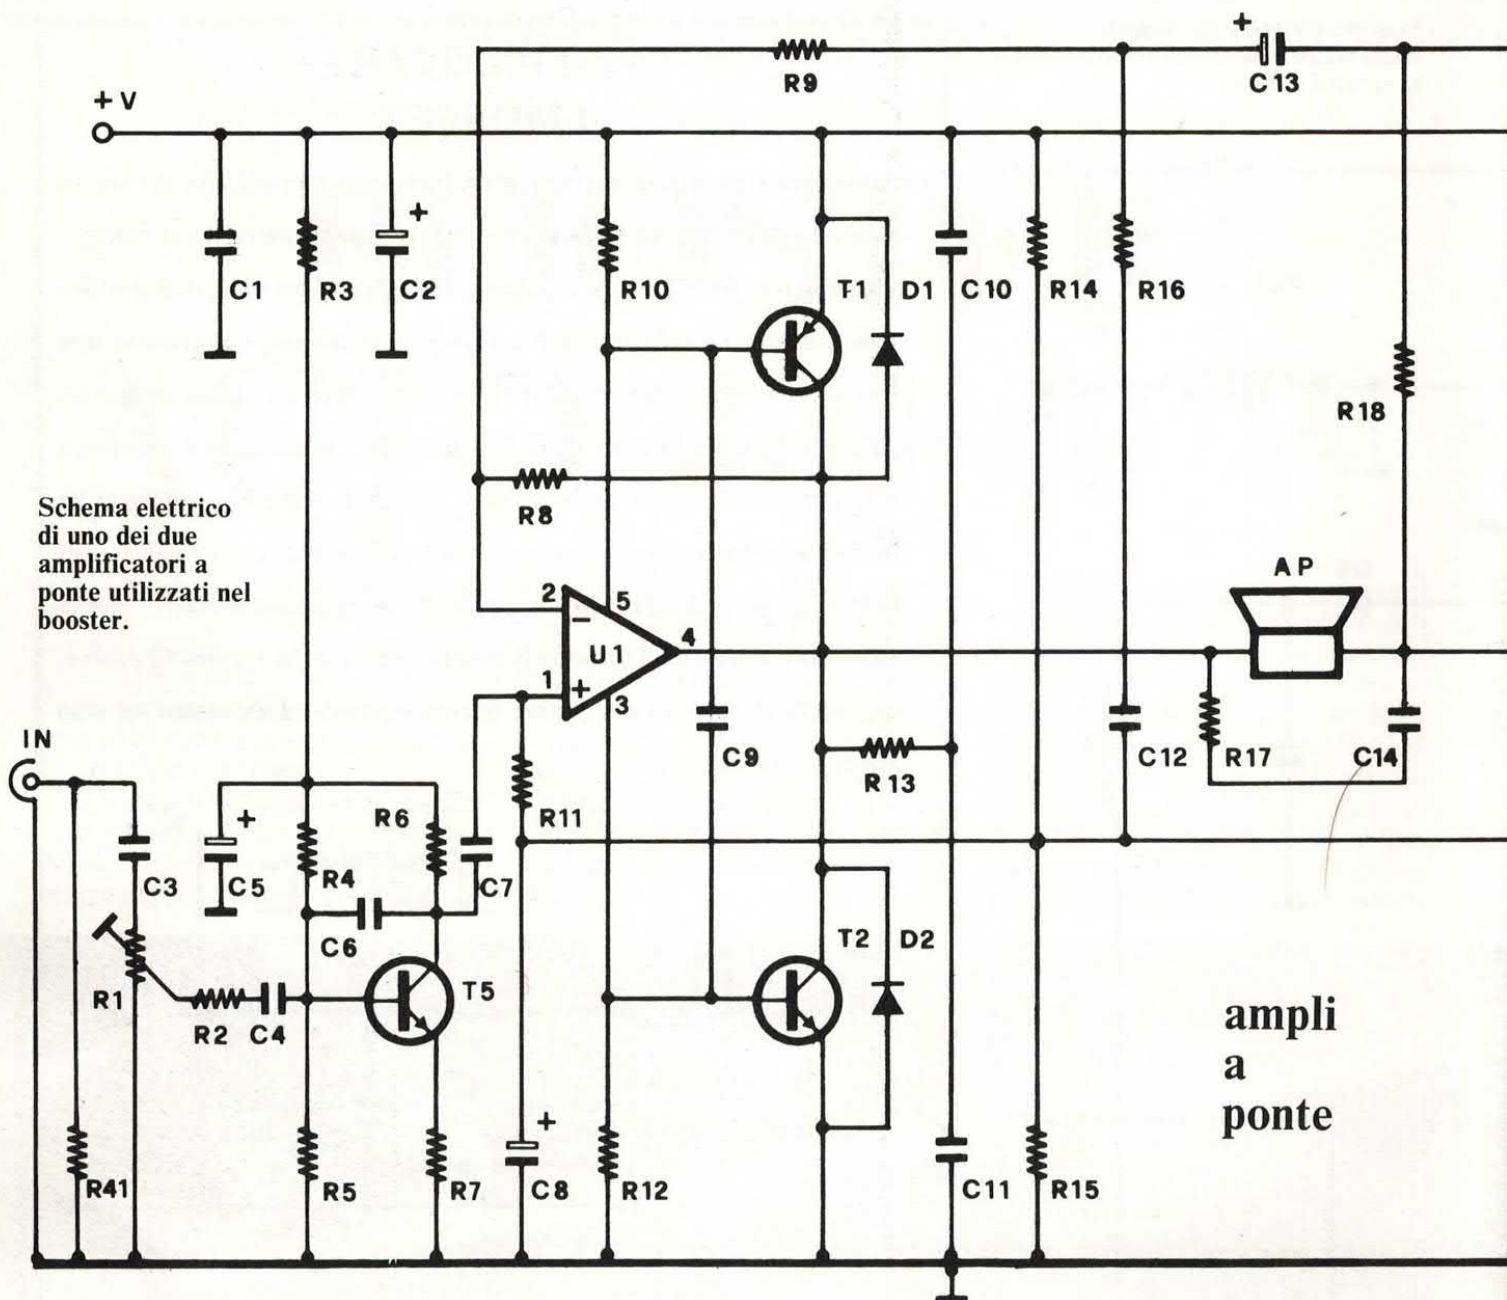 +
R9
C13
+V
+
C1
R3
C2
R10
T1
D1
C10
R14
R16
R18
Schema elettrico
di uno dei due
amplificatori a
ponte utilizzati nel
booster.
R8
AP
2
5
−
U1
4
1
+
3
IN
C9
R13
C12
R17
C14
+
R6
R11
C3
C5
R4
C7
C6
T2
D2
R1
T5
R2
C4
ampli
a
ponte
+
R41
R5
R7
C8
R12
C11
R15